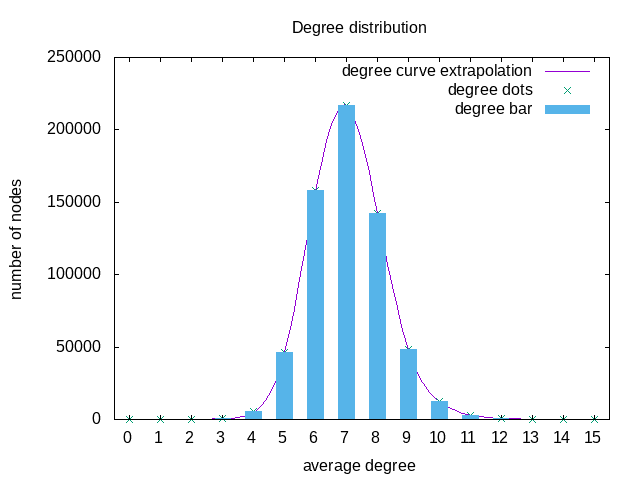 Degree distribution
250000
200000
150000
100000
50000
0
number of nodes
degree curve extrapolation
degree dots
degree bar
0 1 2 3 4 5 6 7 8 9 10 11 12 13 14 15
average degree